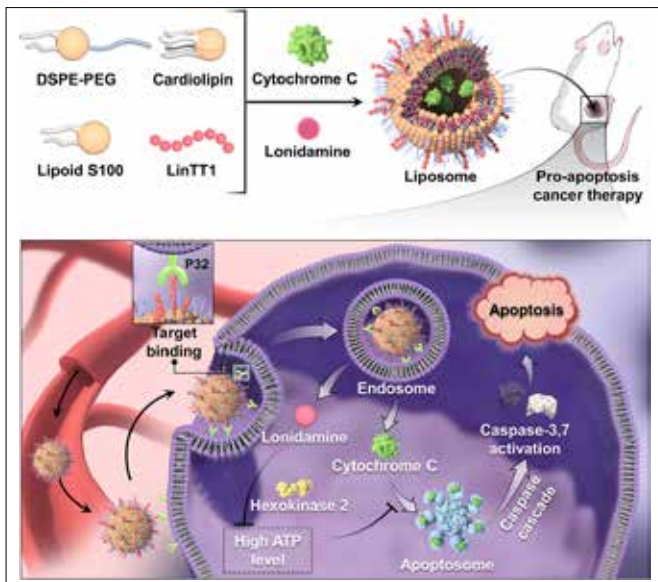 DSPE-PEG
Cardiolipin
Cytochrome C
Lipoid S100
LinTT1
Lonidamine
Liposome
Pro-apoptosis
cancer therapy
P32
Target
binding
Endosome
Apoptosis
Lonidamine
Cytochrome C
Caspase-3,7
activation
Hexokinase 2
High ATP
level
Apoptosome
Caspase
cascade